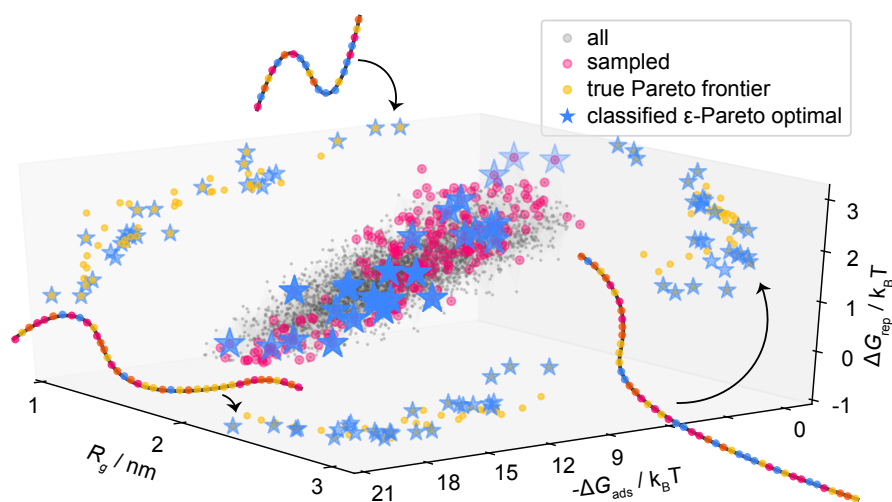 all
sampled
true Pareto frontier
classified ε-Pareto optimal
3
2
1
0
-1
ΔG_rep / k_BT
1
2
3
R_g / nm
21
18
15
12
9
0
-ΔG_ads / k_BT